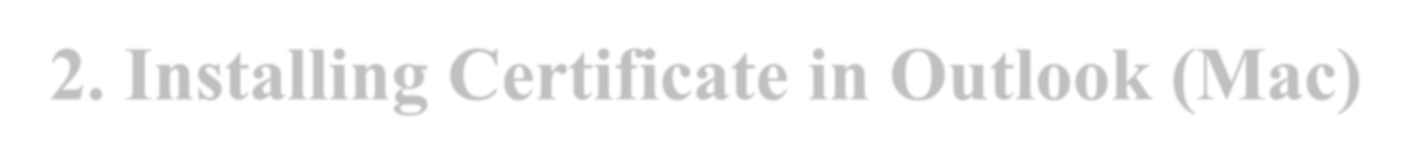 2. Installing Certificate in Outlook (Mac)